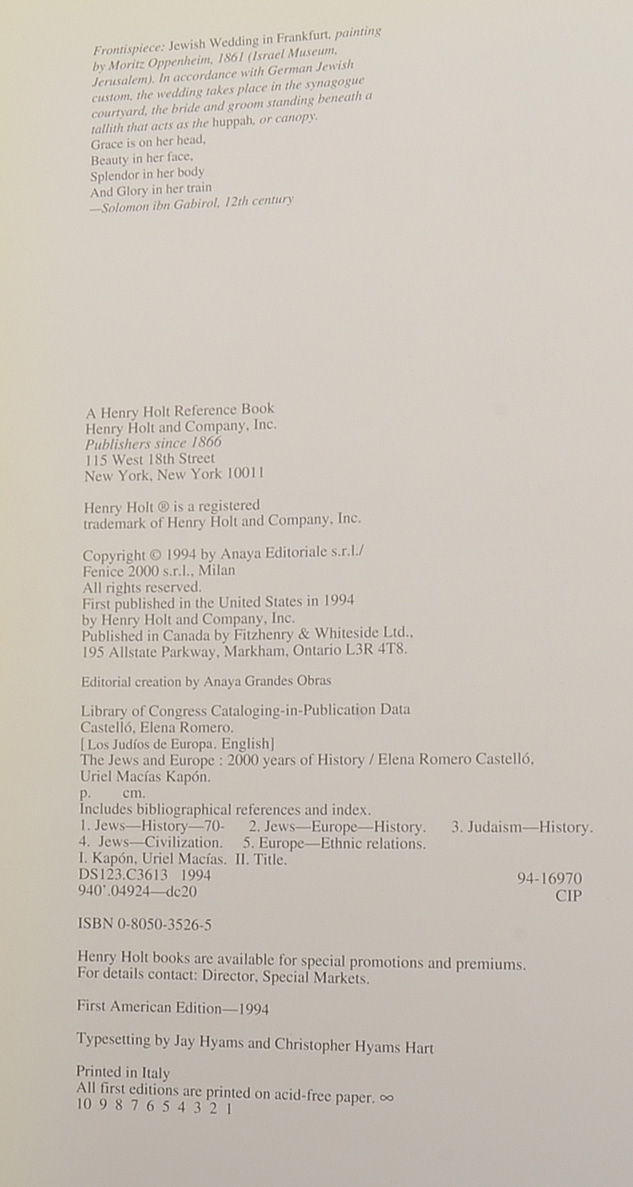 Frontispiece: Jewish Wedding in Frankfurt, painting
by Moritz Oppenheim, 1861 (Israel Museum,
Jerusalem). In accordance with German Jewish
custom, the wedding takes place in the synagogue
courtyard, the bride and groom standing beneath a
tallith that acts as the huppah, or canopy.
Grace is on her head,
Beauty in her face,
Splendor in her body
And Glory in her train
—Solomon ibn Gabirol, 12th century
A Henry Holt Reference Book
Henry Holt and Company, Inc.
Publishers since 1866
115 West 18th Street
New York, New York 10011
Henry Holt ® is a registered
trademark of Henry Holt and Company, Inc.
Copyright © 1994 by Anaya Editoriale s.r.l./
Fenice 2000 s.r.l., Milan
All rights reserved.
First published in the United States in 1994
by Henry Holt and Company, Inc.
Published in Canada by Fitzhenry & Whiteside Ltd.,
195 Allstate Parkway, Markham, Ontario L3R 4T8.
Editorial creation by Anaya Grandes Obras
Library of Congress Cataloging-in-Publication Data
Castelló, Elena Romero.
[Los Judíos de Europa. English]
The Jews and Europe : 2000 years of History / Elena Romero Castelló,
Uriel Macías Kapón.
p. cm.
Includes bibliographical references and index.
1. Jews—History—70- 2. Jews—Europe—History. 3. Judaism—History.
4. Jews—Civilization. 5. Europe—Ethnic relations.
I. Kapón, Uriel Macías. II. Title.
DS123.C3613 1994 94-16970
940'.04924—dc20 CIP
ISBN 0-8050-3526-5
Henry Holt books are available for special promotions and premiums.
For details contact: Director, Special Markets.
First American Edition—1994
Typesetting by Jay Hyams and Christopher Hyams Hart
Printed in Italy
All first editions are printed on acid-free paper. ∞
10 9 8 7 6 5 4 3 2 1